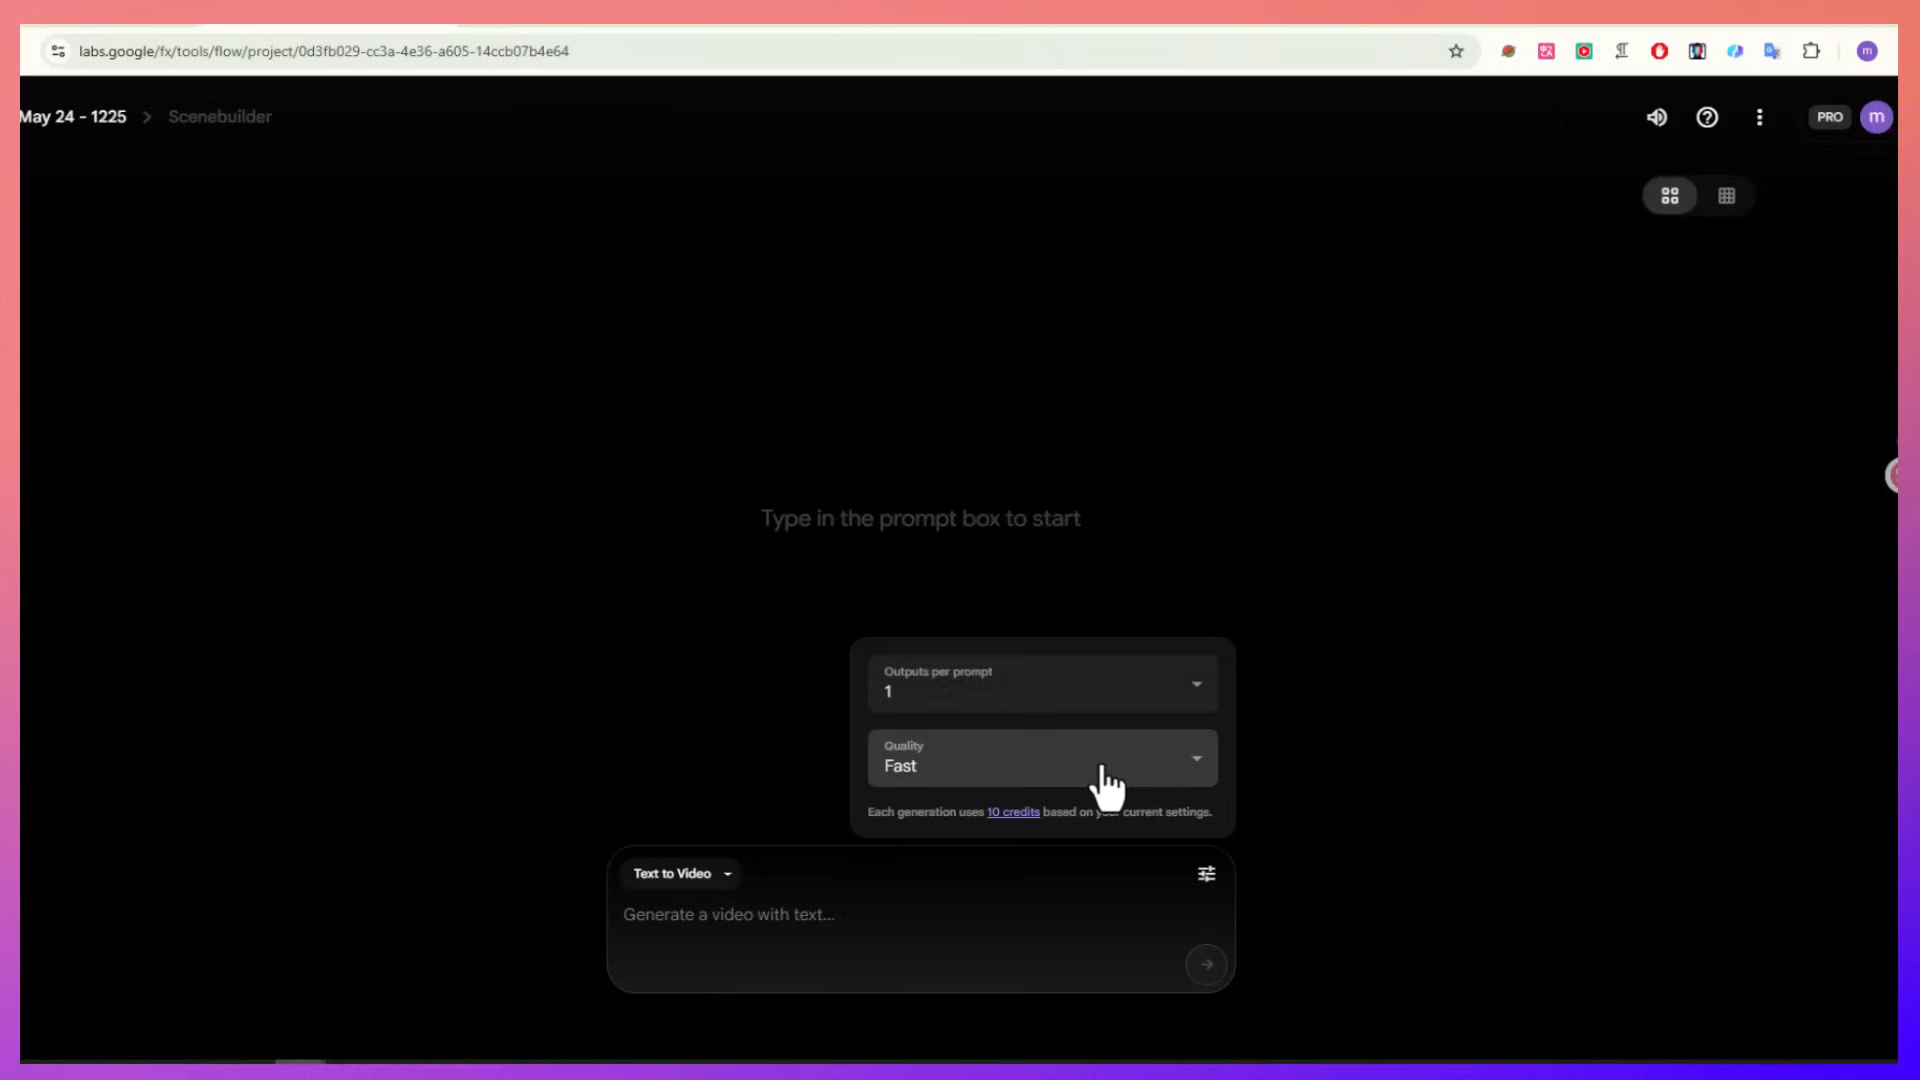 labs.google/fx/tools/flow/project/0d3fb029-cc3a-4e36-a605-14ccb07b4e64
m
May 24 - 1225
Scenebuilder
PRO
m
Type in the prompt box to start
Outputs per prompt
1
Quality
Fast
Each generation uses 10 credits based on current settings.
Text to Video
Generate a video with text...